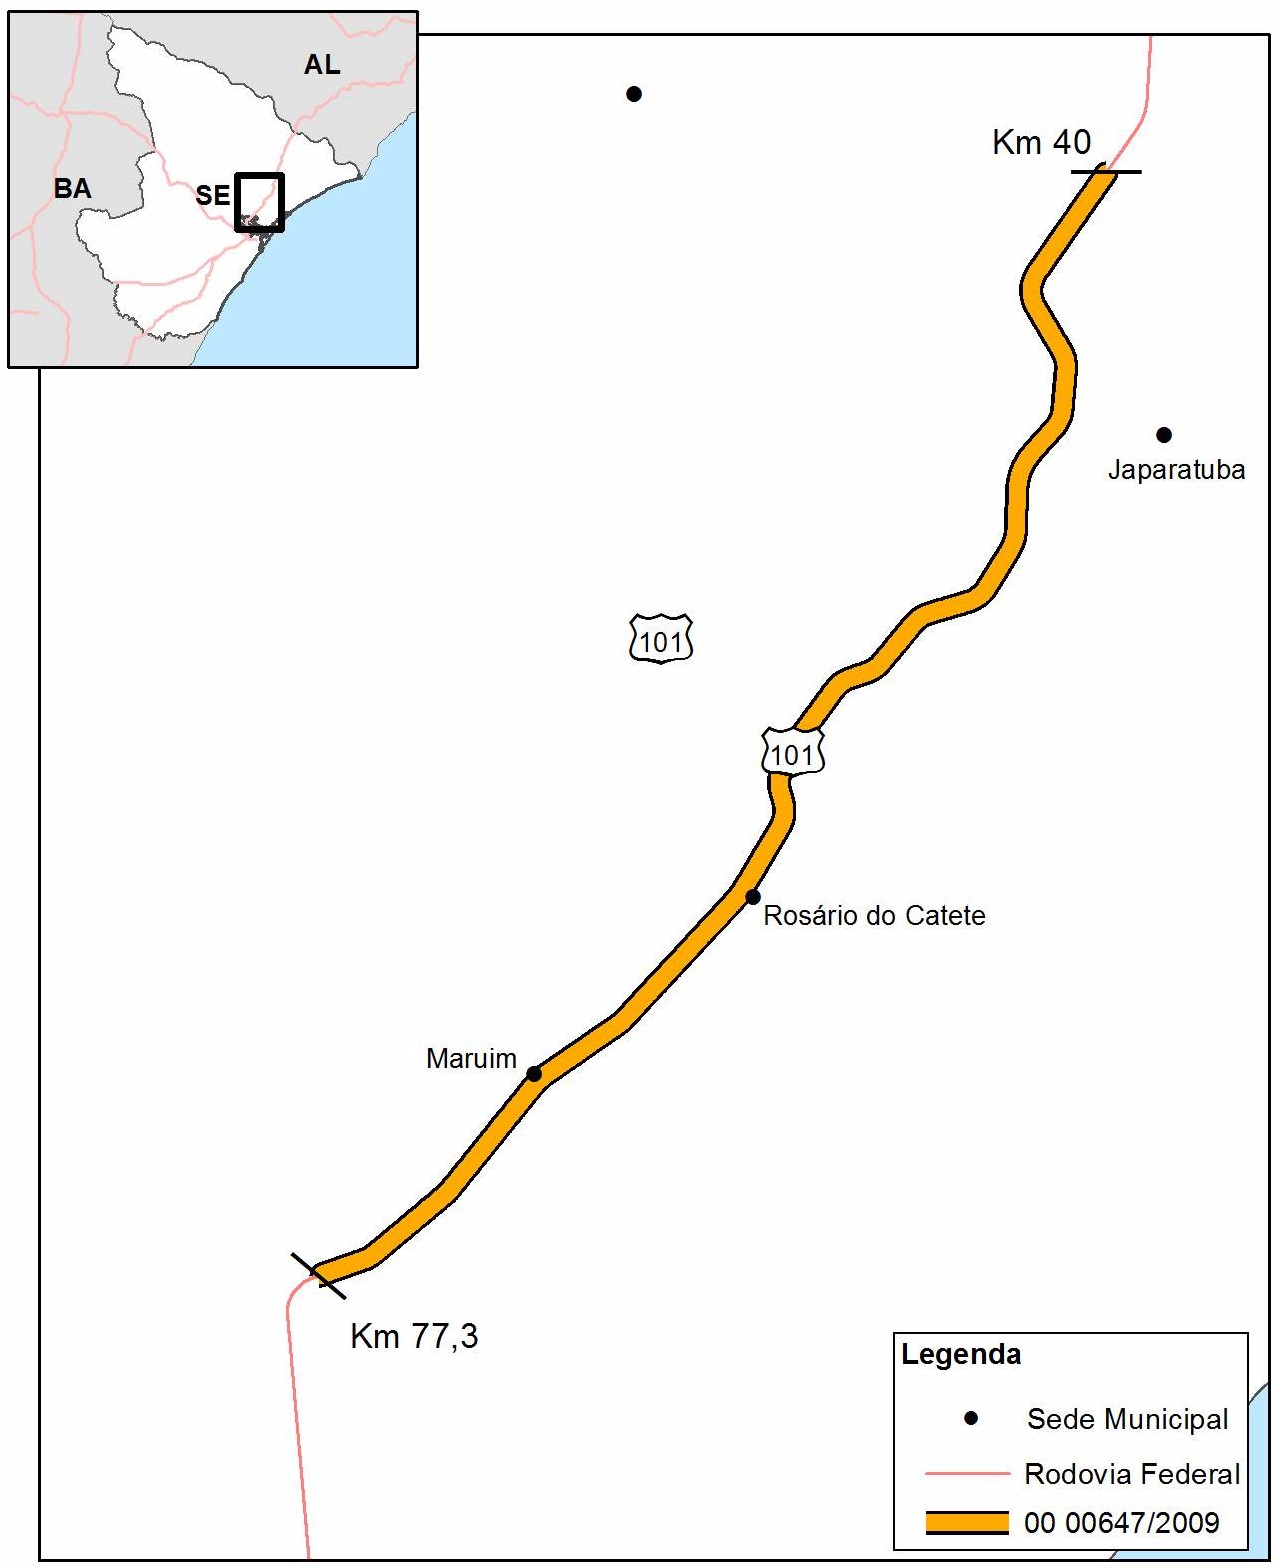 AL
BA
SE
Km 40
Japaratuba
101
101
Rosário do Catete
Maruim
Km 77,3
Legenda
Sede Municipal
Rodovia Federal
00 00647/2009